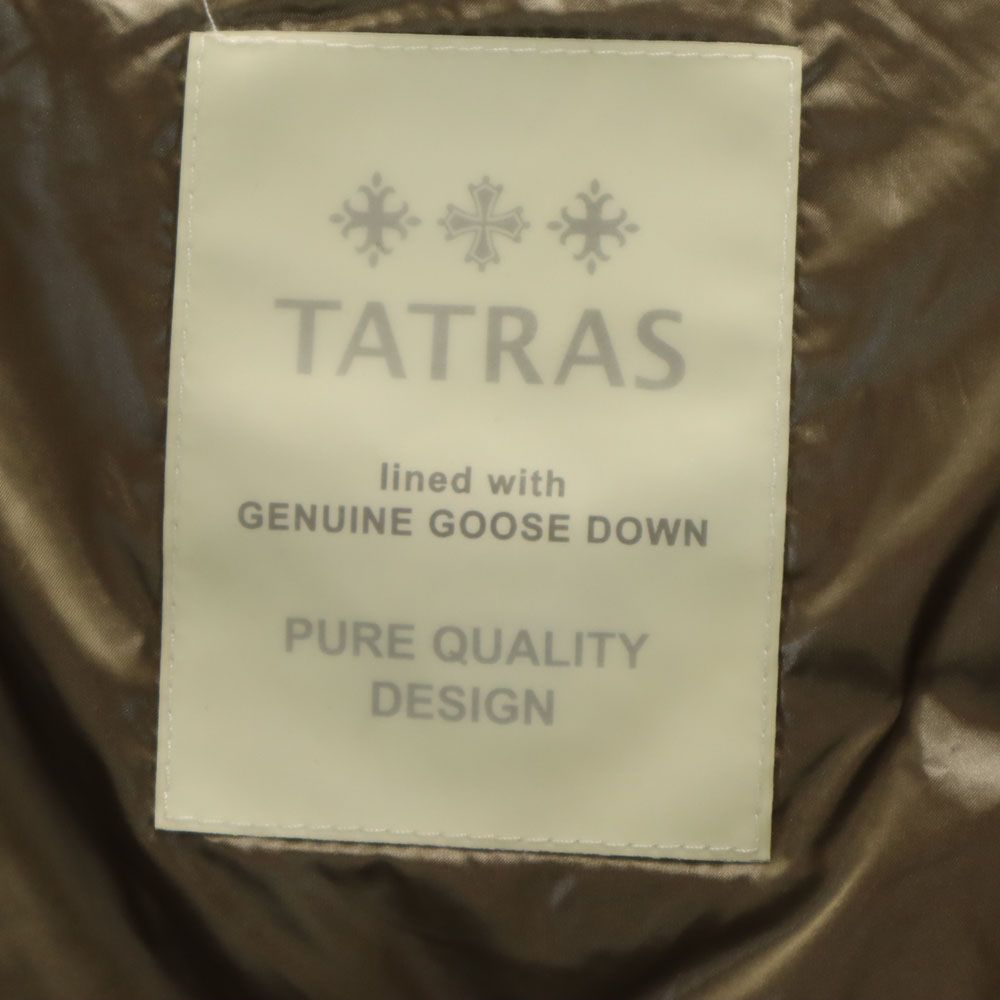 TATRAS
lined with
GENUINE GOOSE DOWN
PURE QUALITY
DESIGN